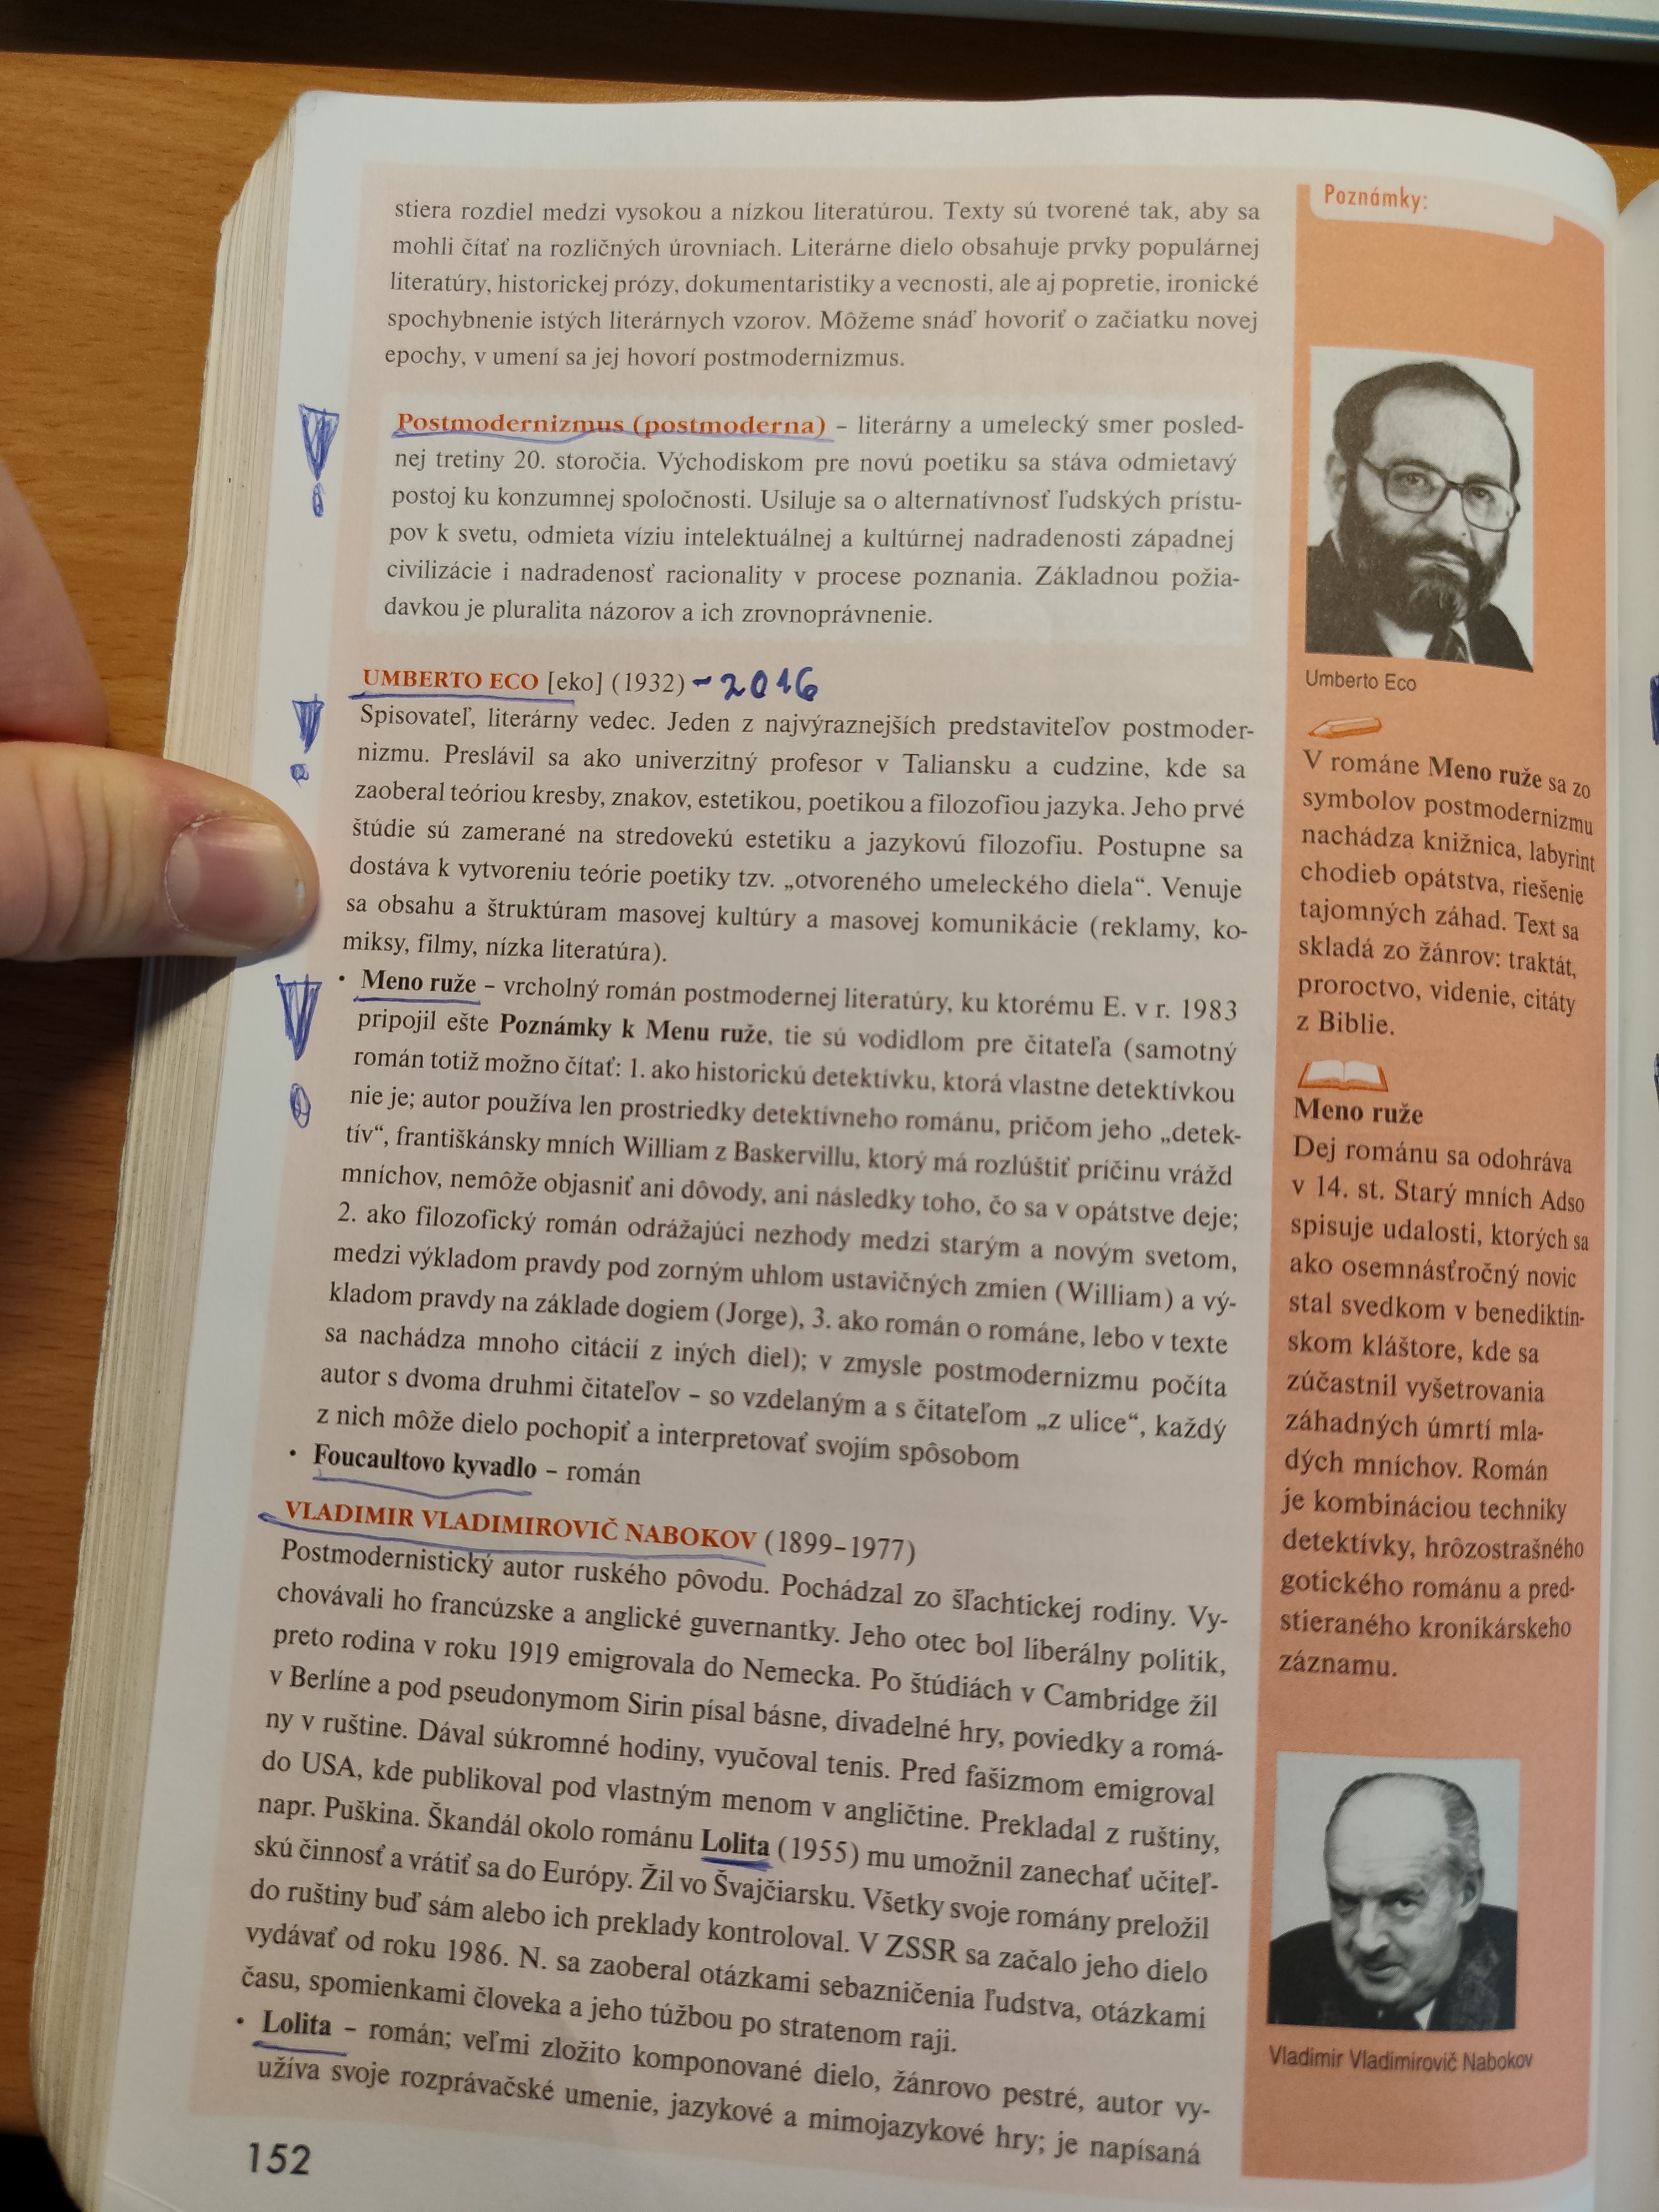 stiera rozdiel medzi vysokou a nízkou literatúrou. Texty sú tvorené tak, aby sa
mohli čítať na rozličných úrovniach. Literárne dielo obsahuje prvky populárnej
literatúry, historickej prózy, dokumentaristiky a vecnosti, ale aj popretie, ironické
spochybnenie istých literárnych vzorov. Môžeme snáď hovoriť o začiatku novej
epochy, v umení sa jej hovorí postmodernizmus.
Postmodernizmus (postmoderna) – literárny a umelecký smer posled-
nej tretiny 20. storočia. Východiskom pre novú poetiku sa stáva odmietavý
postoj ku konzumnej spoločnosti. Usiluje sa o alternatívnosť ľudských prístu-
pov k svetu, odmieta víziu intelektuálnej a kultúrnej nadradenosti západnej
civilizácie i nadradenosť racionality v procese poznania. Základnou požia-
davkou je pluralita názorov a ich zrovnoprávnenie.
UMBERTO ECO [eko] (1932) - 2016
Spisovateľ, literárny vedec. Jeden z najvýraznejších predstaviteľov postmoder-
nizmu. Preslávil sa ako univerzitný profesor v Taliansku a cudzine, kde sa
zaoberal teóriou kresby, znakov, estetikou, poetikou a filozofiou jazyka. Jeho prvé
štúdie sú zamerané na stredovekú estetiku a jazykovú filozofiu. Postupne sa
dostáva k vytvoreniu teórie poetiky tzv. „otvoreného umeleckého diela“. Venuje
sa obsahu a štruktúram masovej kultúry a masovej komunikácie (reklamy, ko-
miksy, filmy, nízka literatúra).
• Meno ruže – vrcholný román postmodernej literatúry, ku ktorému E. v r. 1983
pripojil ešte Poznámky k Menu ruže, tie sú vodidlom pre čitateľa (samotný
román totiž možno čítať: 1. ako historickú detektívku, ktorá vlastne detektívkou
nie je; autor používa len prostriedky detektívneho románu, pričom jeho „detek-
tív“, františkánsky mních William z Baskervillu, ktorý má rozlúštiť príčinu vrážd
mníchov, nemôže objasniť ani dôvody, ani následky toho, čo sa v opátstve deje;
2. ako filozofický román odrážajúci nezhody medzi starým a novým svetom,
medzi výkladom pravdy pod zorným uhlom ustavičných zmien (William) a vý-
kladom pravdy na základe dogiem (Jorge), 3. ako román o románe, lebo v texte
sa nachádza mnoho citácií z iných diel); v zmysle postmodernizmu počíta
autor s dvoma druhmi čitateľov – so vzdelaným a s čitateľom „z ulice“, každý
z nich môže dielo pochopiť a interpretovať svojím spôsobom
• Foucaultovo kyvadlo – román
VLADIMIR VLADIMIROVIČ NABOKOV (1899–1977)
Postmodernistický autor ruského pôvodu. Pochádzal zo šľachtickej rodiny. Vy-
chovávali ho francúzske a anglické guvernantky. Jeho otec bol liberálny politik,
preto rodina v roku 1919 emigrovala do Nemecka. Po štúdiách v Cambridge žil
v Berlíne a pod pseudonymom Sirin písal básne, divadelné hry, poviedky a romá-
ny v ruštine. Dával súkromné hodiny, vyučoval tenis. Pred fašizmom emigroval
do USA, kde publikoval pod vlastným menom v angličtine. Prekladal z ruštiny,
napr. Puškina. Škandál okolo románu Lolita (1955) mu umožnil zanechať učiteľ-
skú činnosť a vrátiť sa do Európy. Žil vo Švajčiarsku. Všetky svoje romány preložil
do ruštiny buď sám alebo ich preklady kontroloval. V ZSSR sa začalo jeho dielo
vydávať od roku 1986. N. sa zaoberal otázkami sebazničenia ľudstva, otázkami
času, spomienkami človeka a jeho túžbou po stratenom raji.
• Lolita – román; veľmi zložito komponované dielo, žánrovo pestré, autor vy-
užíva svoje rozprávačské umenie, jazykové a mimojazykové hry; je napísaná
152
Poznámky:
Umberto Eco
V románe Meno ruže sa zo
symbolov postmodernizmu
nachádza knižnica, labyrint
chodieb opátstva, riešenie
tajomných záhad. Text sa
skladá zo žánrov: traktát,
proroctvo, videnie, citáty
z Biblie.
Meno ruže
Dej románu sa odohráva
v 14. st. Starý mních Adso
spisuje udalosti, ktorých sa
ako osemnásťročný novic
stal svedkom v benediktín-
skom kláštore, kde sa
zúčastnil vyšetrovania
záhadných úmrtí mla-
dých mníchov. Román
je kombináciou techniky
detektívky, hrôzostrašného
gotického románu a pred-
stieraného kronikárskeho
záznamu.
Vladimir Vladimirovič Nabokov